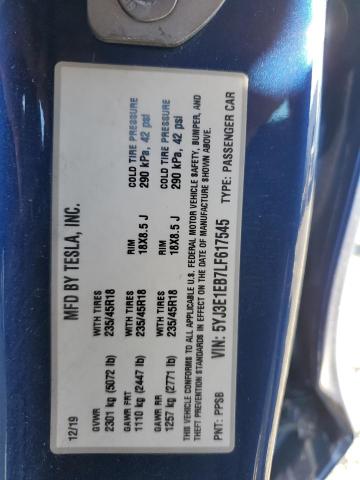 MFD BY TESLA, INC.
12/19
GVWR WITH TIRES RIM COLD TIRE PRESSURE
2301 kg (5072 lb) 235/45R18 18X8.5 J 290 kPa, 42 psi
GAWR FRT WITH TIRES
1110 kg (2447 lb) 235/45R18
GAWR RR WITH TIRES RIM COLD TIRE PRESSURE
1257 kg (2771 lb) 235/45R18 18X8.5 J 290 kPa, 42 psi
THIS VEHICLE CONFORMS TO ALL APPLICABLE U.S. FEDERAL MOTOR VEHICLE SAFETY, BUMPER, AND
THEFT PREVENTION STANDARDS IN EFFECT ON THE DATE OF MANUFACTURE SHOWN ABOVE.
PNT: PPSB VIN: 5YJ3E1EB7LF617545 TYPE: PASSENGER CAR